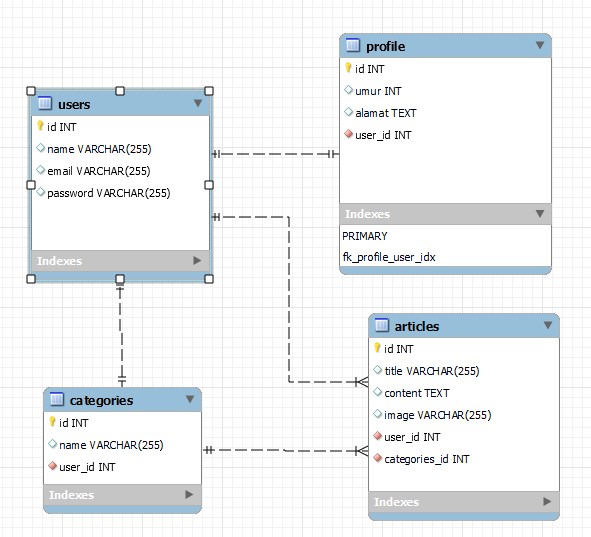 users
id INT
name VARCHAR(255)
email VARCHAR(255)
password VARCHAR(255)
Indexes
profile
id INT
umur INT
alamat TEXT
user_id INT
Indexes
PRIMARY
fk_profile_user_idx
categories
id INT
name VARCHAR(255)
user_id INT
Indexes
articles
id INT
title VARCHAR(255)
content TEXT
image VARCHAR(255)
user_id INT
categories_id INT
Indexes